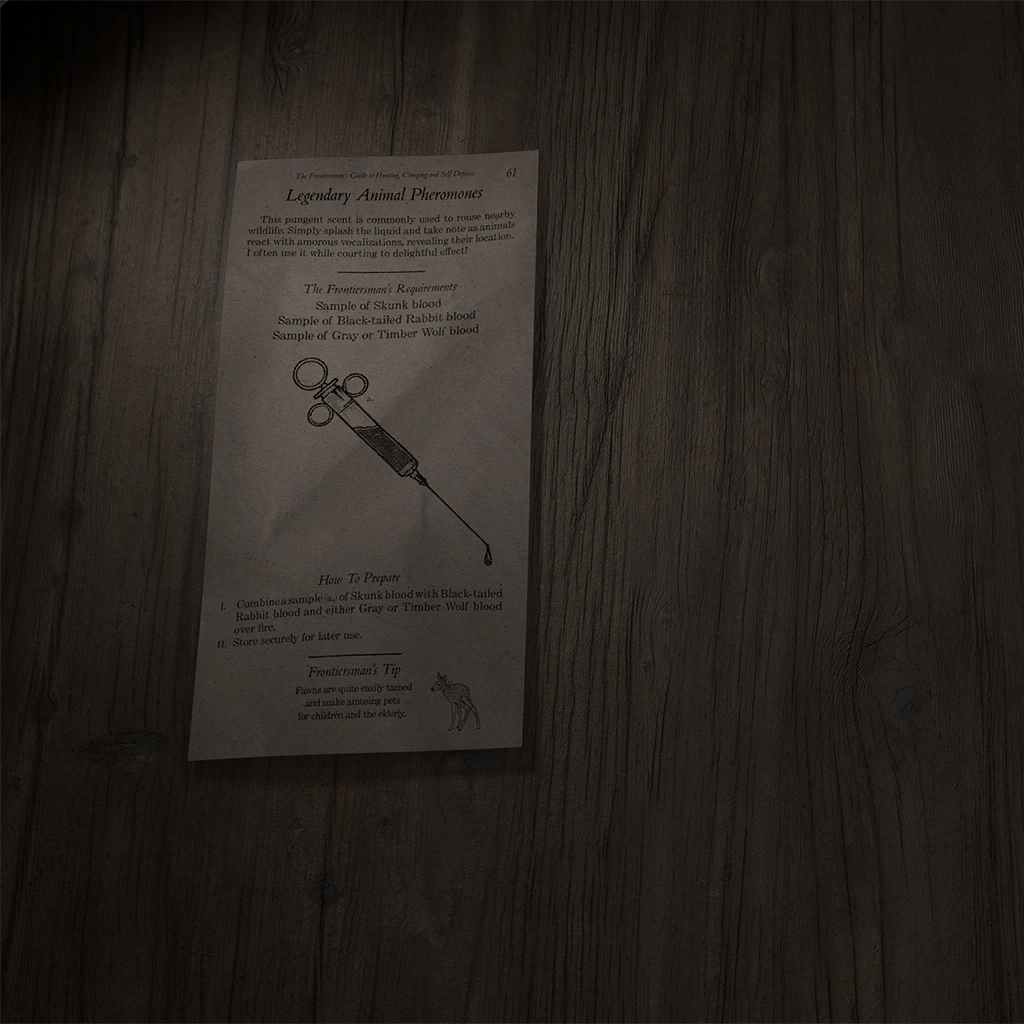 The Frontiersman's Guide to Hunting, Camping and Self Defense
61
Legendary Animal Pheromones
This pungent scent is commonly used to rouse nearby
wildlife. Simply splash the liquid and take note as animals
react with amorous vocalizations, revealing their location.
I often use it while courting to delightful effect!
The Frontiersman's Requirements
Sample of Skunk blood
Sample of Black-tailed Rabbit blood
Sample of Gray or Timber Wolf blood
a.
How To Prepare
I. Combine a sample (a.) of Skunk blood with Black-tailed
Rabbit blood and either Gray or Timber Wolf blood
over fire.
II. Store securely for later use.
Frontiersman's Tip
Fawns are quite easily tamed
and make amusing pets
for children and the elderly.